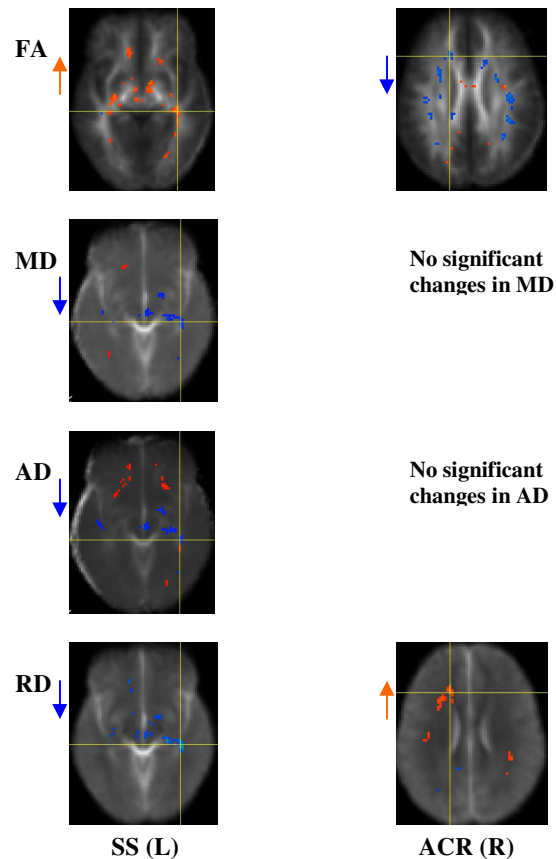 FA
MD
No significant
changes in MD
AD
No significant
changes in AD
RD
SS (L)
ACR (R)